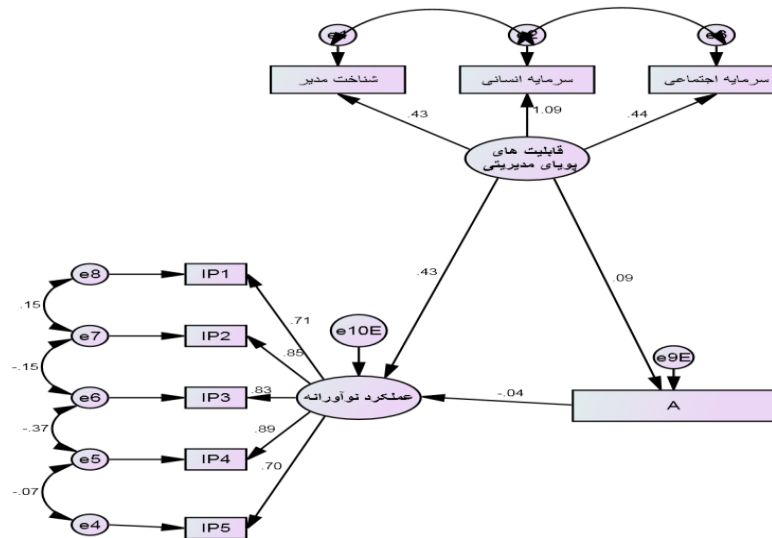 e1
e2
e3
شناخت مدیر
سرمایه انسانی
سرمایه اجتماعی
.43
1.09
.44
قابلیت های
پویای مدیریتی
.43
.09
e8
IP1
.15
.71
e7
IP2
e10E
.85
-.15
e9E
e6
IP3
.83
عملکرد نوآورانه
-.04
A
-.37
.89
e5
IP4
.70
-.07
e4
IP5